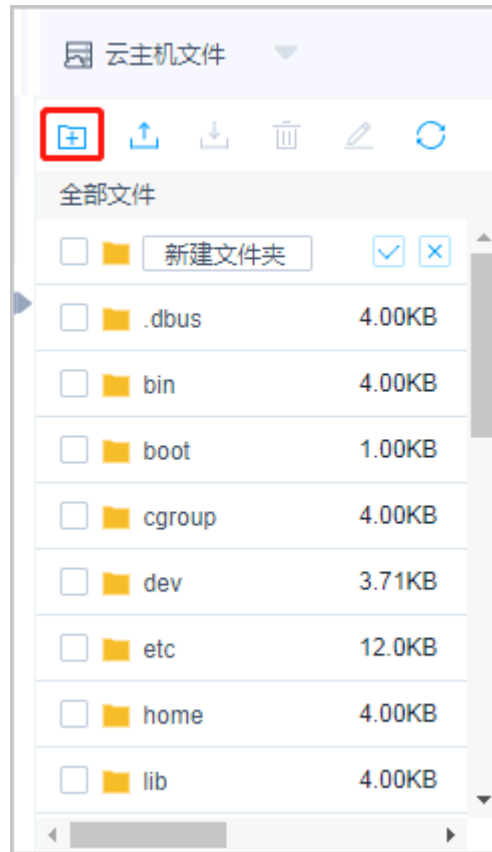 云主机文件
全部文件
新建文件夹
.dbus 4.00KB
bin 4.00KB
boot 1.00KB
cgroup 4.00KB
dev 3.71KB
etc 12.0KB
home 4.00KB
lib 4.00KB